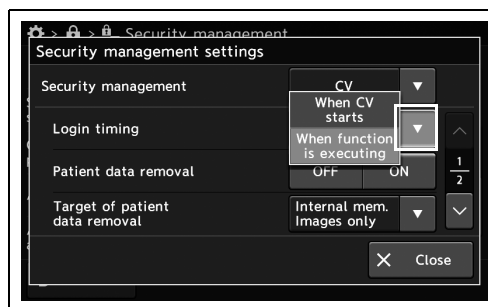 > > Security management
Security management settings
Security management
CV
When CV
starts
Login timing
When function
is executing
Patient data removal
OFF
ON
1
2
Target of patient
data removal
Internal mem.
Images only
× Close